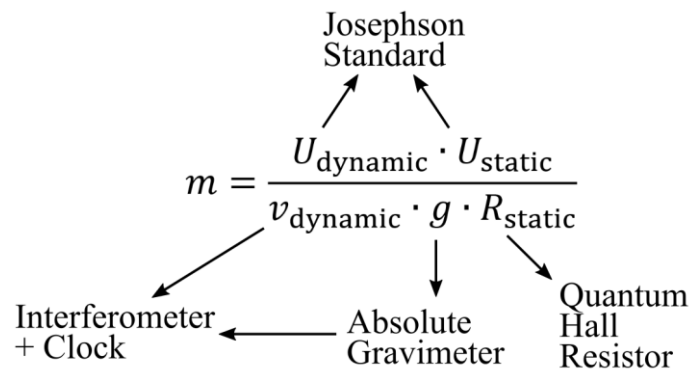 Josephson
Standard
m = U_dynamic · U_static / v_dynamic · g · R_static
Interferometer
+ Clock
Absolute
Gravimeter
Quantum
Hall
Resistor